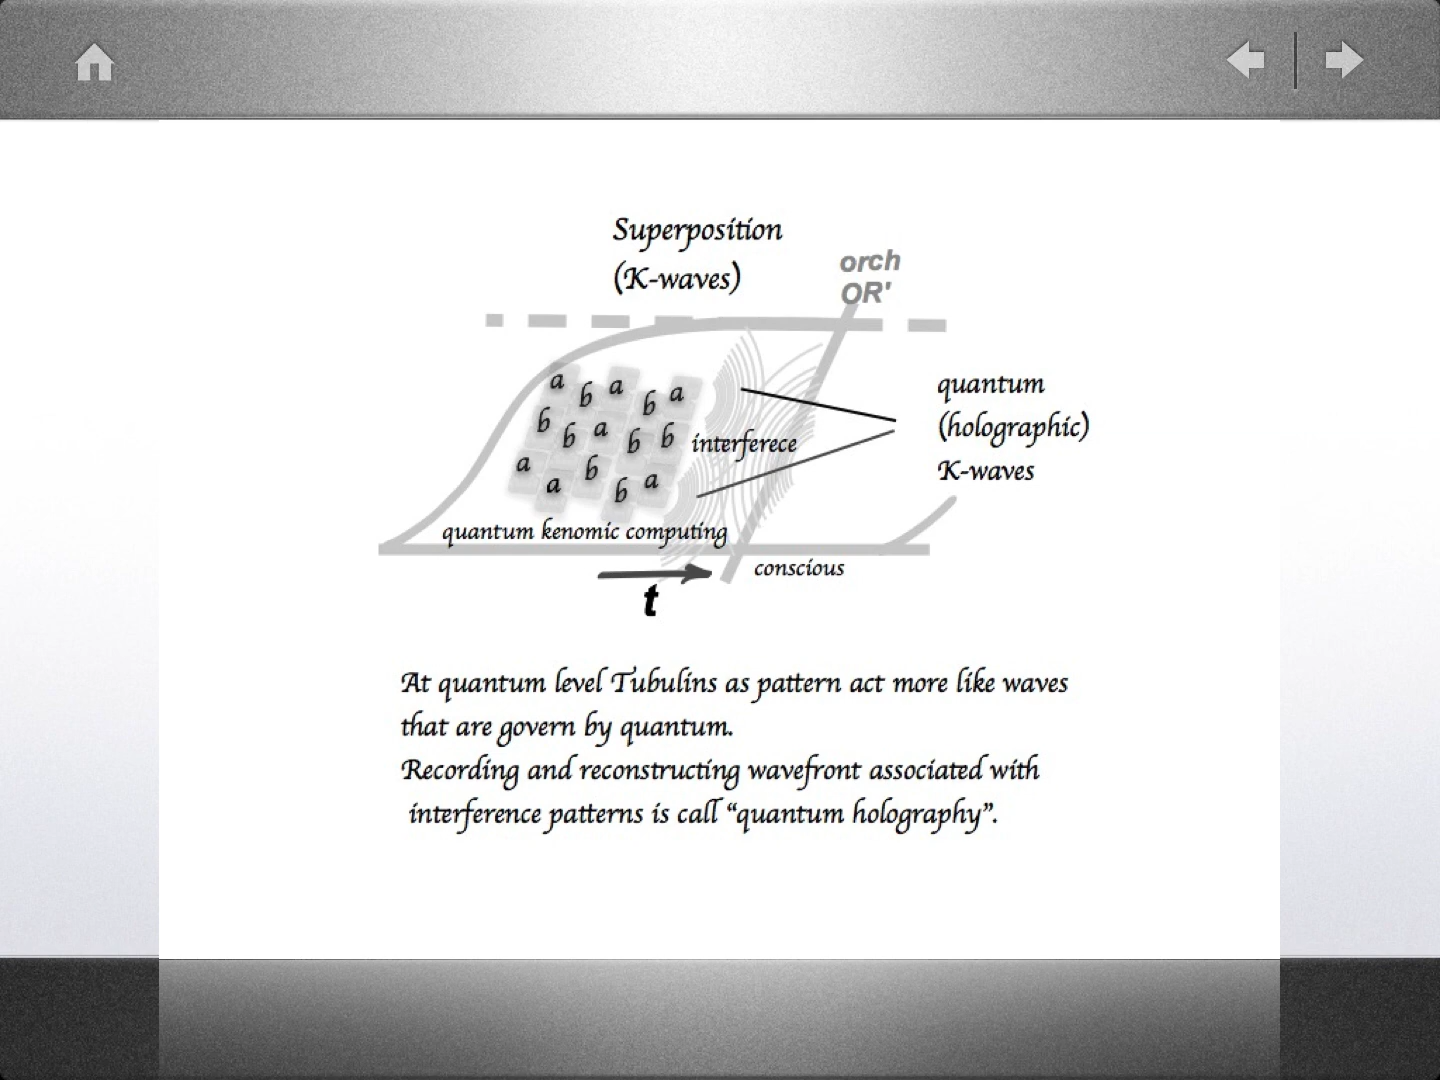 Superposition
(K-waves)
orch
OR'
a b a b a
b b a b b
a a b b a
interferece
quantum
(holographic)
K-waves
quantum kenomic computing
conscious
t
At quantum level Tubulins as pattern act more like waves
that are govern by quantum.
Recording and reconstructing wavefront associated with
interference patterns is call “quantum holography”.